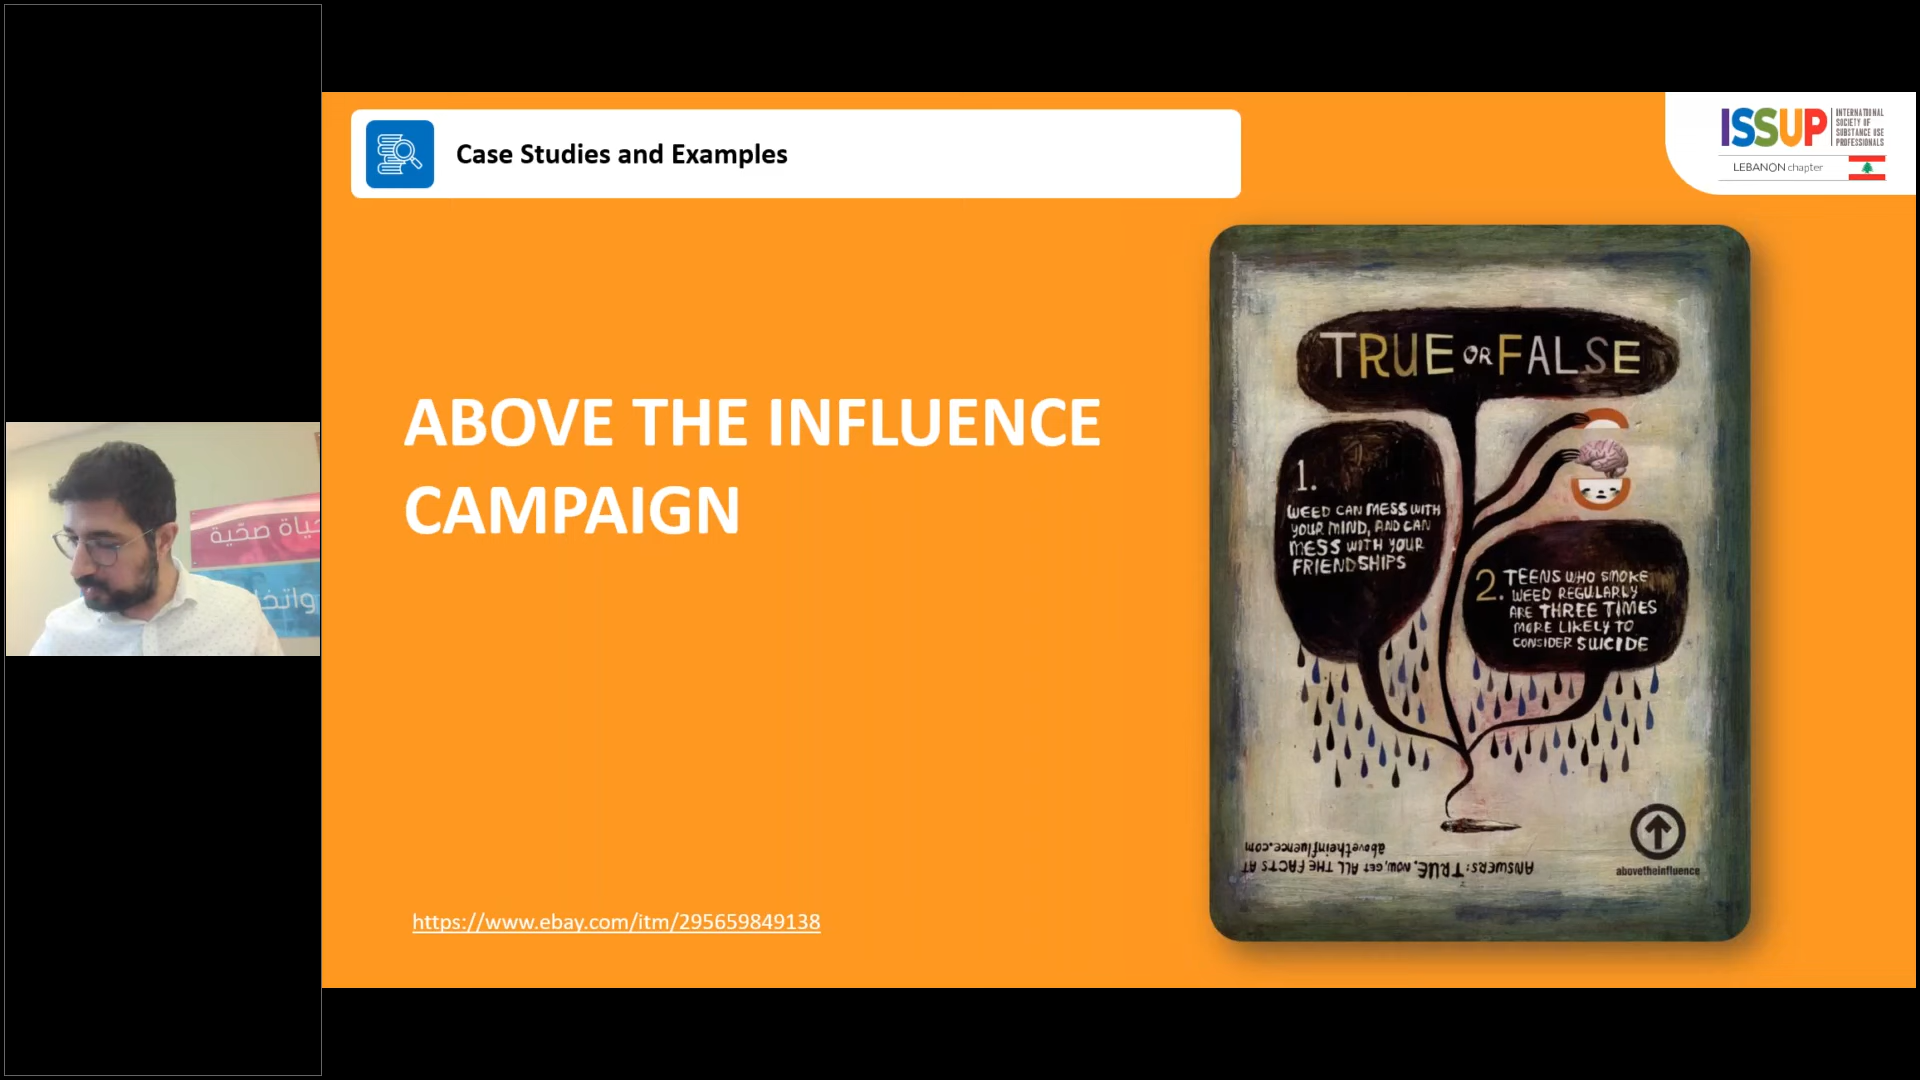 Case Studies and Examples
ISSUP
INTERNATIONAL
SOCIETY OF
SUBSTANCE USE
PROFESSIONALS
LEBANON chapter
ABOVE THE INFLUENCE
CAMPAIGN
https://www.ebay.com/itm/295659849138
TRUE OR FALSE
1.
WEED CAN MESS WITH
YOUR MIND, AND CAN
MESS WITH YOUR
FRIENDSHIPS
2. TEENS WHO SMOKE
WEED REGULARLY
ARE THREE TIMES
MORE LIKELY TO
CONSIDER SUICIDE
ANSWERS: TRUE. NOW, GET ALL THE FACTS AT
abovetheinfluence.com
abovetheinfluence
صحّية